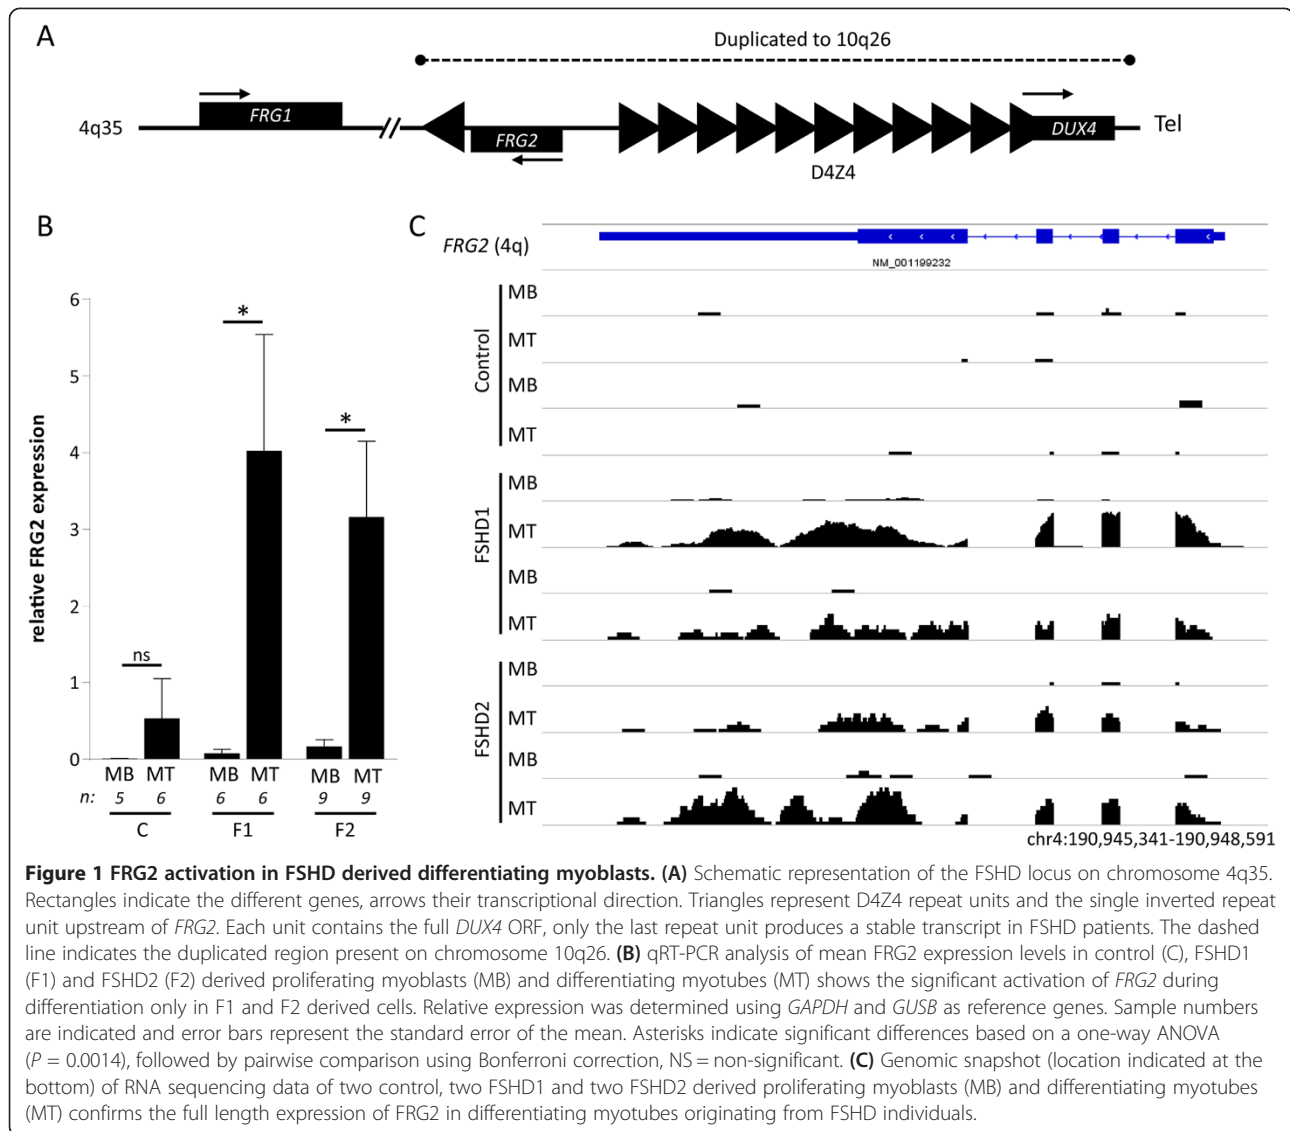 A
Duplicated to 10q26
4q35
FRG1
FRG2
DUX4
Tel
D4Z4
B
relative FRG2 expression
6
5
4
3
2
1
0
ns
*
*
MB MT MB MT MB MT
n: 5 6 6 6 9 9
C F1 F2
C
FRG2 (4q)
NM_001199232
Control
MB
MT
MB
MT
FSHD1
MB
MT
MB
MT
FSHD2
MB
MT
MB
MT
chr4:190,945,341-190,948,591
Figure 1 FRG2 activation in FSHD derived differentiating myoblasts. (A) Schematic representation of the FSHD locus on chromosome 4q35.
Rectangles indicate the different genes, arrows their transcriptional direction. Triangles represent D4Z4 repeat units and the single inverted repeat
unit upstream of FRG2. Each unit contains the full DUX4 ORF, only the last repeat unit produces a stable transcript in FSHD patients. The dashed
line indicates the duplicated region present on chromosome 10q26. (B) qRT-PCR analysis of mean FRG2 expression levels in control (C), FSHD1
(F1) and FSHD2 (F2) derived proliferating myoblasts (MB) and differentiating myotubes (MT) shows the significant activation of FRG2 during
differentiation only in F1 and F2 derived cells. Relative expression was determined using GAPDH and GUSB as reference genes. Sample numbers
are indicated and error bars represent the standard error of the mean. Asterisks indicate significant differences based on a one-way ANOVA
(P = 0.0014), followed by pairwise comparison using Bonferroni correction, NS = non-significant. (C) Genomic snapshot (location indicated at the
bottom) of RNA sequencing data of two control, two FSHD1 and two FSHD2 derived proliferating myoblasts (MB) and differentiating myotubes
(MT) confirms the full length expression of FRG2 in differentiating myotubes originating from FSHD individuals.